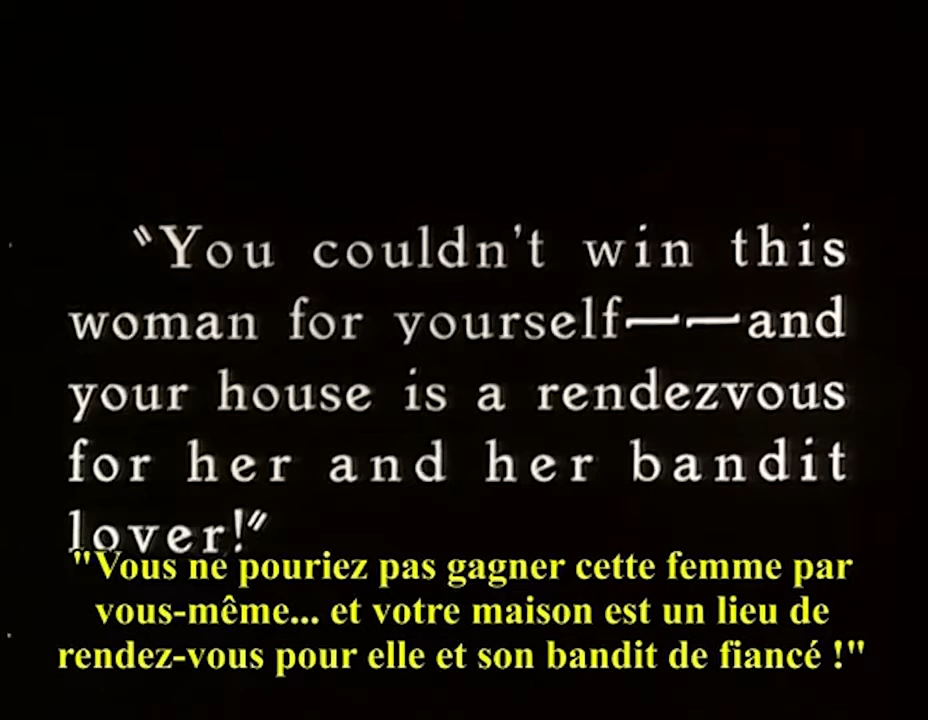 "You couldn't win this
woman for yourself——and
your house is a rendezvous
for her and her bandit
lover!"
"Vous ne pouriez pas gagner cette femme par
vous-même... et votre maison est un lieu de
rendez-vous pour elle et son bandit de fiancé !"